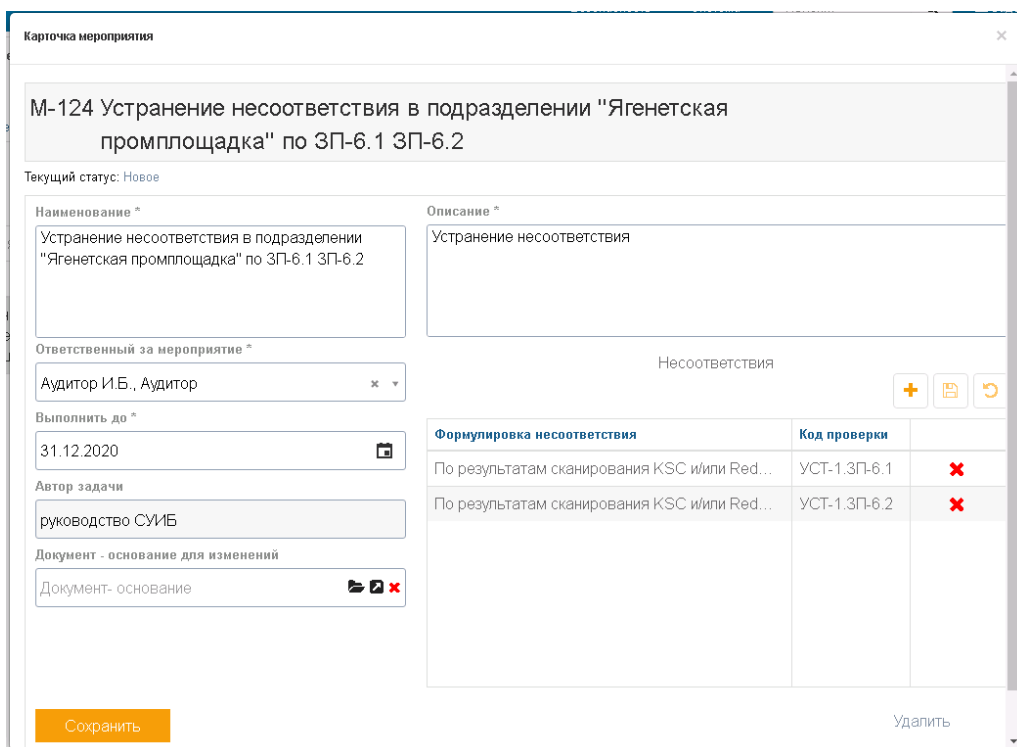 Карточка мероприятия
М-124 Устранение несоответствия в подразделении "Ягенетская
промплощадка" по ЗП-6.1 ЗП-6.2
Текущий статус: Новое
Наименование *
Устранение несоответствия в подразделении
"Ягенетская промплощадка" по ЗП-6.1 ЗП-6.2
Описание *
Устранение несоответствия
Ответственный за мероприятие *
Аудитор И.Б., Аудитор
Выполнить до *
31.12.2020
Автор задачи
руководство СУИБ
Документ - основание для изменений
Документ- основание
Несоответствия
Формулировка несоответствия Код проверки
По результатам сканирования KSC и/или Red... УСТ-1.ЗП-6.1
По результатам сканирования KSC и/или Red... УСТ-1.ЗП-6.2
Сохранить
Удалить